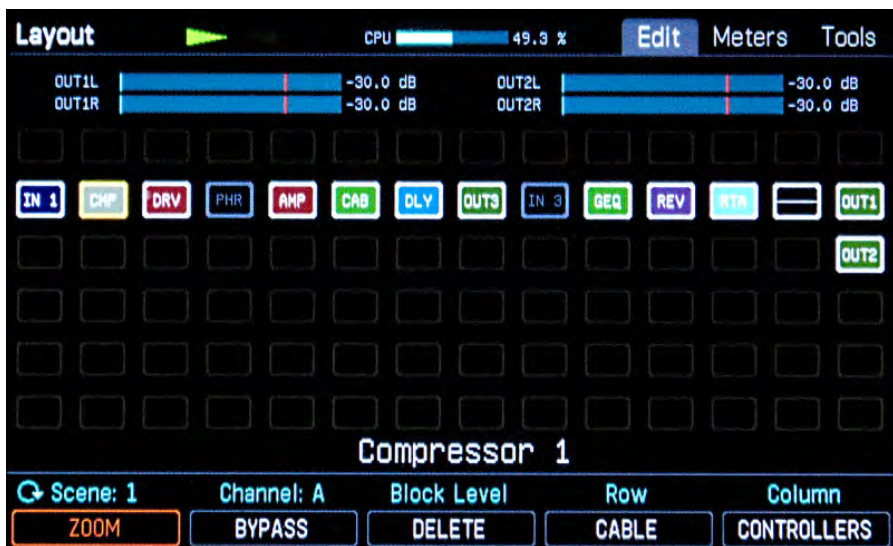 Layout CPU 49.3 % Edit Meters Tools
OUT1L -30.0 dB OUT2L -30.0 dB
OUT1R -30.0 dB OUT2R -30.0 dB
IN 1 CMP DRV PHR AMP CAB DLY OUT3 IN 3 GEQ REV RTA OUT1
OUT2
Compressor 1
Scene: 1 Channel: A Block Level Row Column
ZOOM BYPASS DELETE CABLE CONTROLLERS